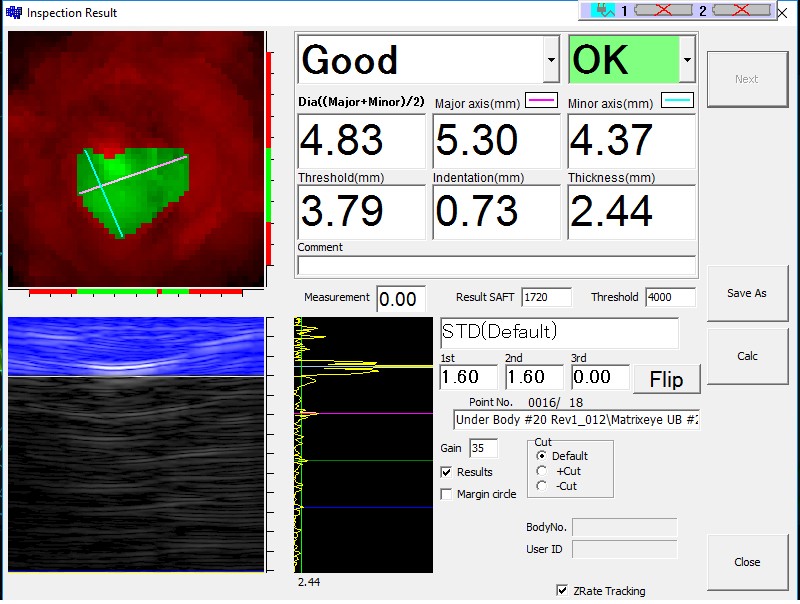 Inspection Result
1 2
Good OK
Next
Dia((Major+Minor)/2) Major axis(mm) Minor axis(mm)
4.83 5.30 4.37
Threshold(mm) Indentation(mm) Thickness(mm)
3.79 0.73 2.44
Comment
Measurement 0.00 Result SAFT 1720 Threshold 4000
Save As
STD(Default)
Calc
1st 2nd 3rd
1.60 1.60 0.00 Flip
Point No. 0016/ 18
Under Body #20 Rev1_012\Matrixeye UB #2
Gain 35
Cut
Default
+Cut
-Cut
Results
Margin circle
BodyNo.
User ID
Close
2.44
ZRate Tracking